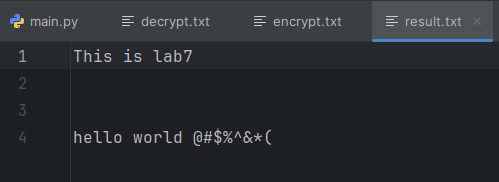 main.py decrypt.txt encrypt.txt result.txt
1 This is lab7
2
3
4 hello world @#$%^&*(